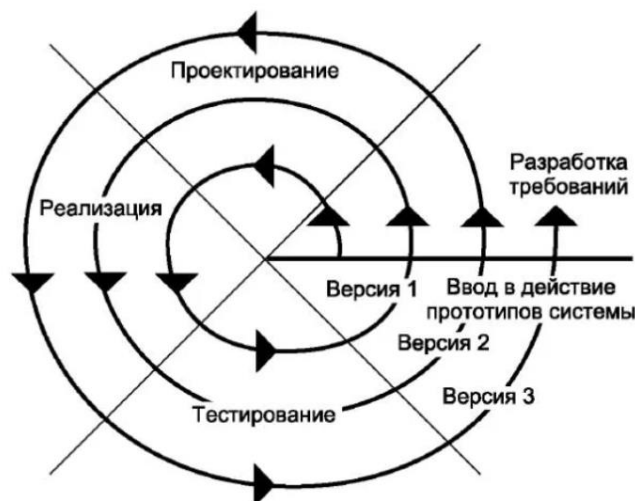 Проектирование
Разработка
требований
Реализация
Версия 1
Ввод в действие
прототипов системы
Версия 2
Версия 3
Тестирование